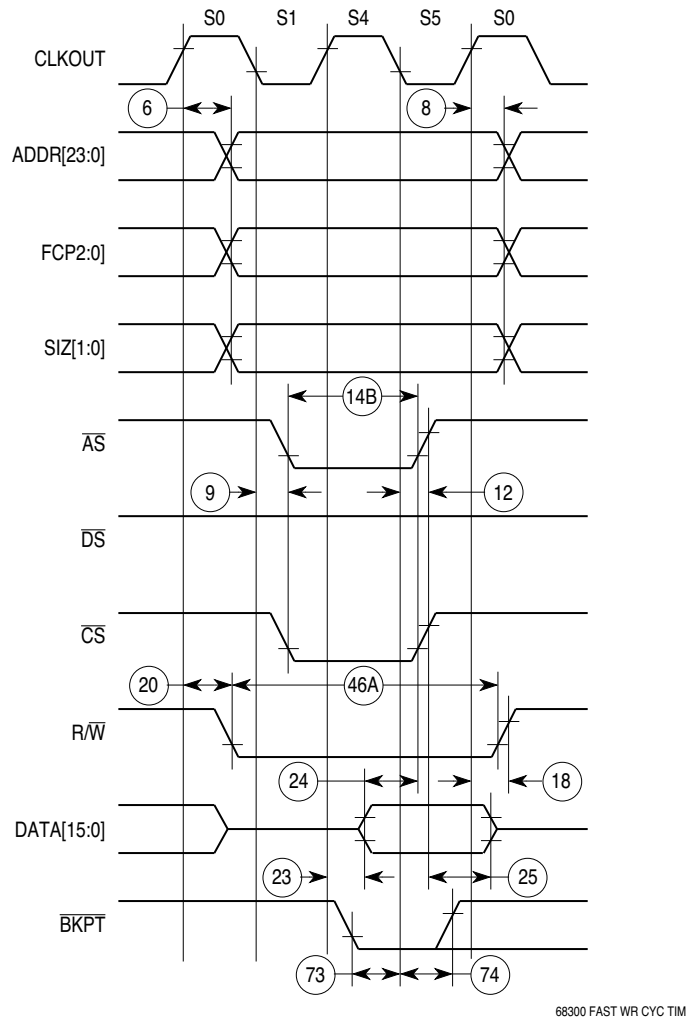 S0 S1 S4 S5 S0
CLKOUT
6 8
ADDR[23:0]
FCP2:0]
SIZ[1:0]
14B
AS
9 12
DS
CS
20 46A
R/W
24 18
DATA[15:0]
23 25
BKPT
73 74
68300 FAST WR CYC TIM